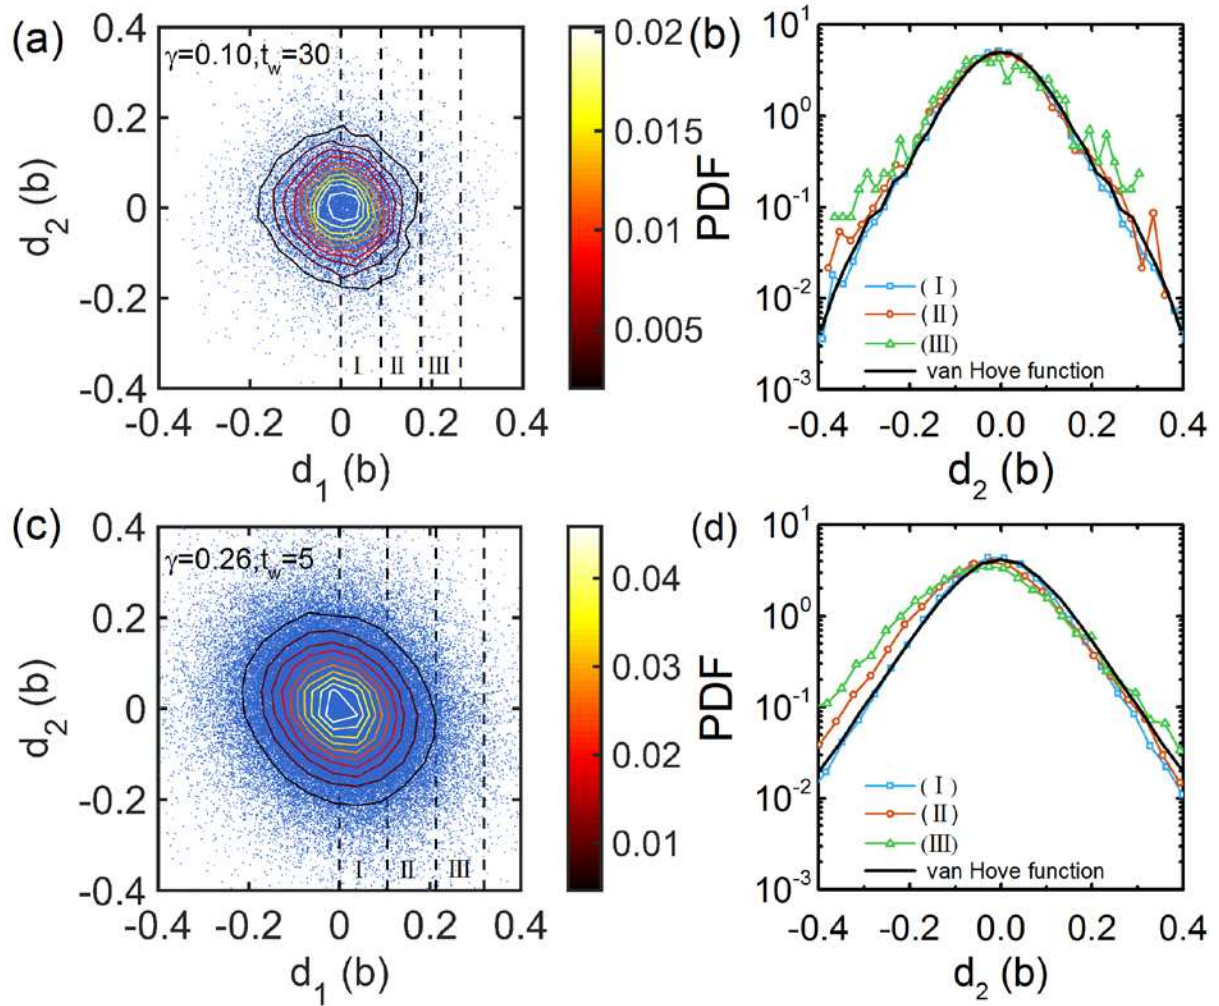 (a)
γ=0.10,t_w=30
0.4
0.2
0
-0.2
-0.4
d_2 (b)
I II III
-0.4 -0.2 0 0.2 0.4
d_1 (b)
0.02
0.015
0.01
0.005
(b)
10^1
10^0
10^-1
10^-2
10^-3
PDF
(I)
(II)
(III)
van Hove function
-0.4 -0.2 0.0 0.2 0.4
d_2 (b)
(c)
γ=0.26,t_w=5
0.4
0.2
0
-0.2
-0.4
d_2 (b)
I II III
-0.4 -0.2 0 0.2 0.4
d_1 (b)
0.04
0.03
0.02
0.01
(d)
10^1
10^0
10^-1
10^-2
10^-3
PDF
(I)
(II)
(III)
van Hove function
-0.4 -0.2 0.0 0.2 0.4
d_2 (b)